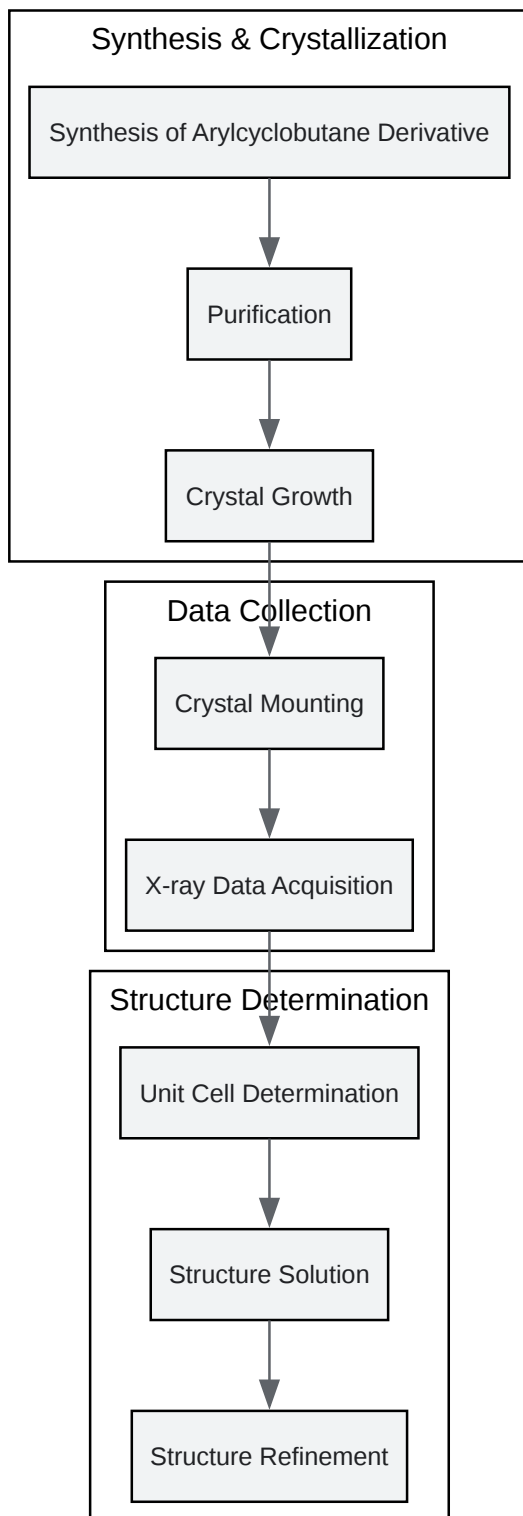 Synthesis & Crystallization
Synthesis of Arylcyclobutane Derivative
Purification
Crystal Growth
Data Collection
Crystal Mounting
X-ray Data Acquisition
Structure Determination
Unit Cell Determination
Structure Solution
Structure Refinement